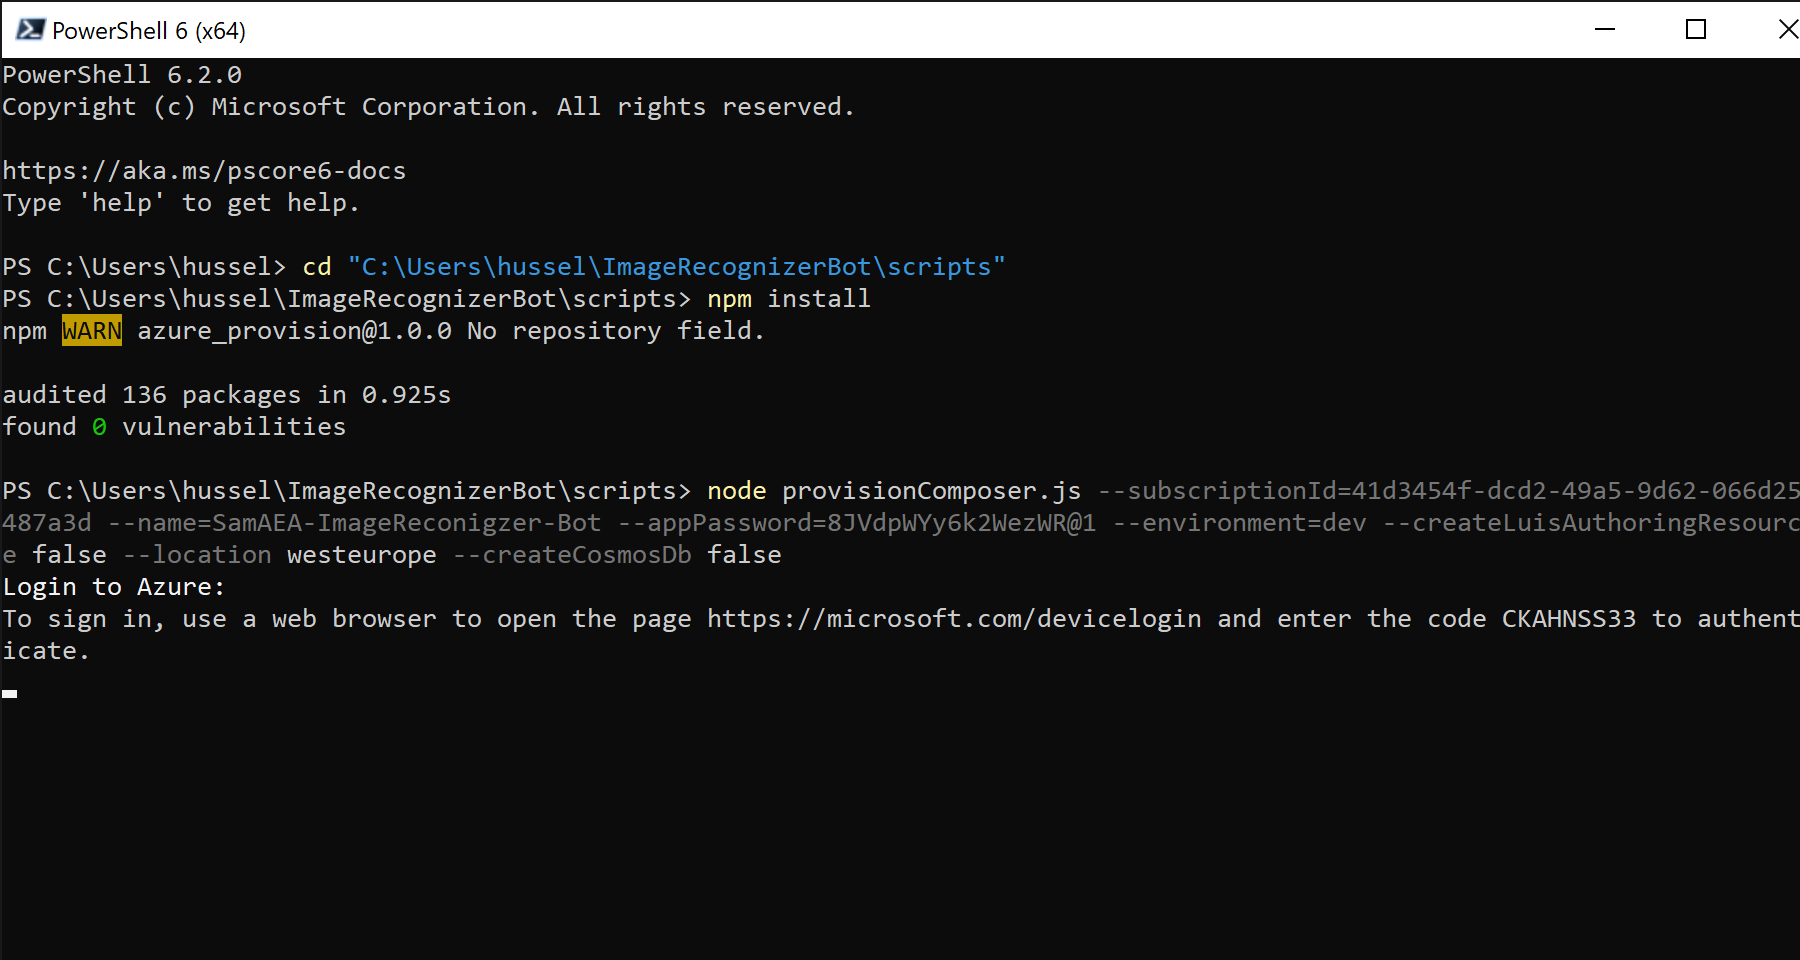 PowerShell 6 (x64)
PowerShell 6.2.0
Copyright (c) Microsoft Corporation. All rights reserved.
https://aka.ms/pscore6-docs
Type 'help' to get help.
PS C:\Users\hussel> cd "C:\Users\hussel\ImageRecognizerBot\scripts"
PS C:\Users\hussel\ImageRecognizerBot\scripts> npm install
npm WARN azure_provision@1.0.0 No repository field.
audited 136 packages in 0.925s
found 0 vulnerabilities
PS C:\Users\hussel\ImageRecognizerBot\scripts> node provisionComposer.js --subscriptionId=41d3454f-dcd2-49a5-9d62-066d25
487a3d --name=SamAEA-ImageReconigzer-Bot --appPassword=8JVdpWYy6k2WezWR@1 --environment=dev --createLuisAuthoringResourc
e false --location westeurope --createCosmosDb false
Login to Azure:
To sign in, use a web browser to open the page https://microsoft.com/devicelogin and enter the code CKAHNSS33 to authent
icate.